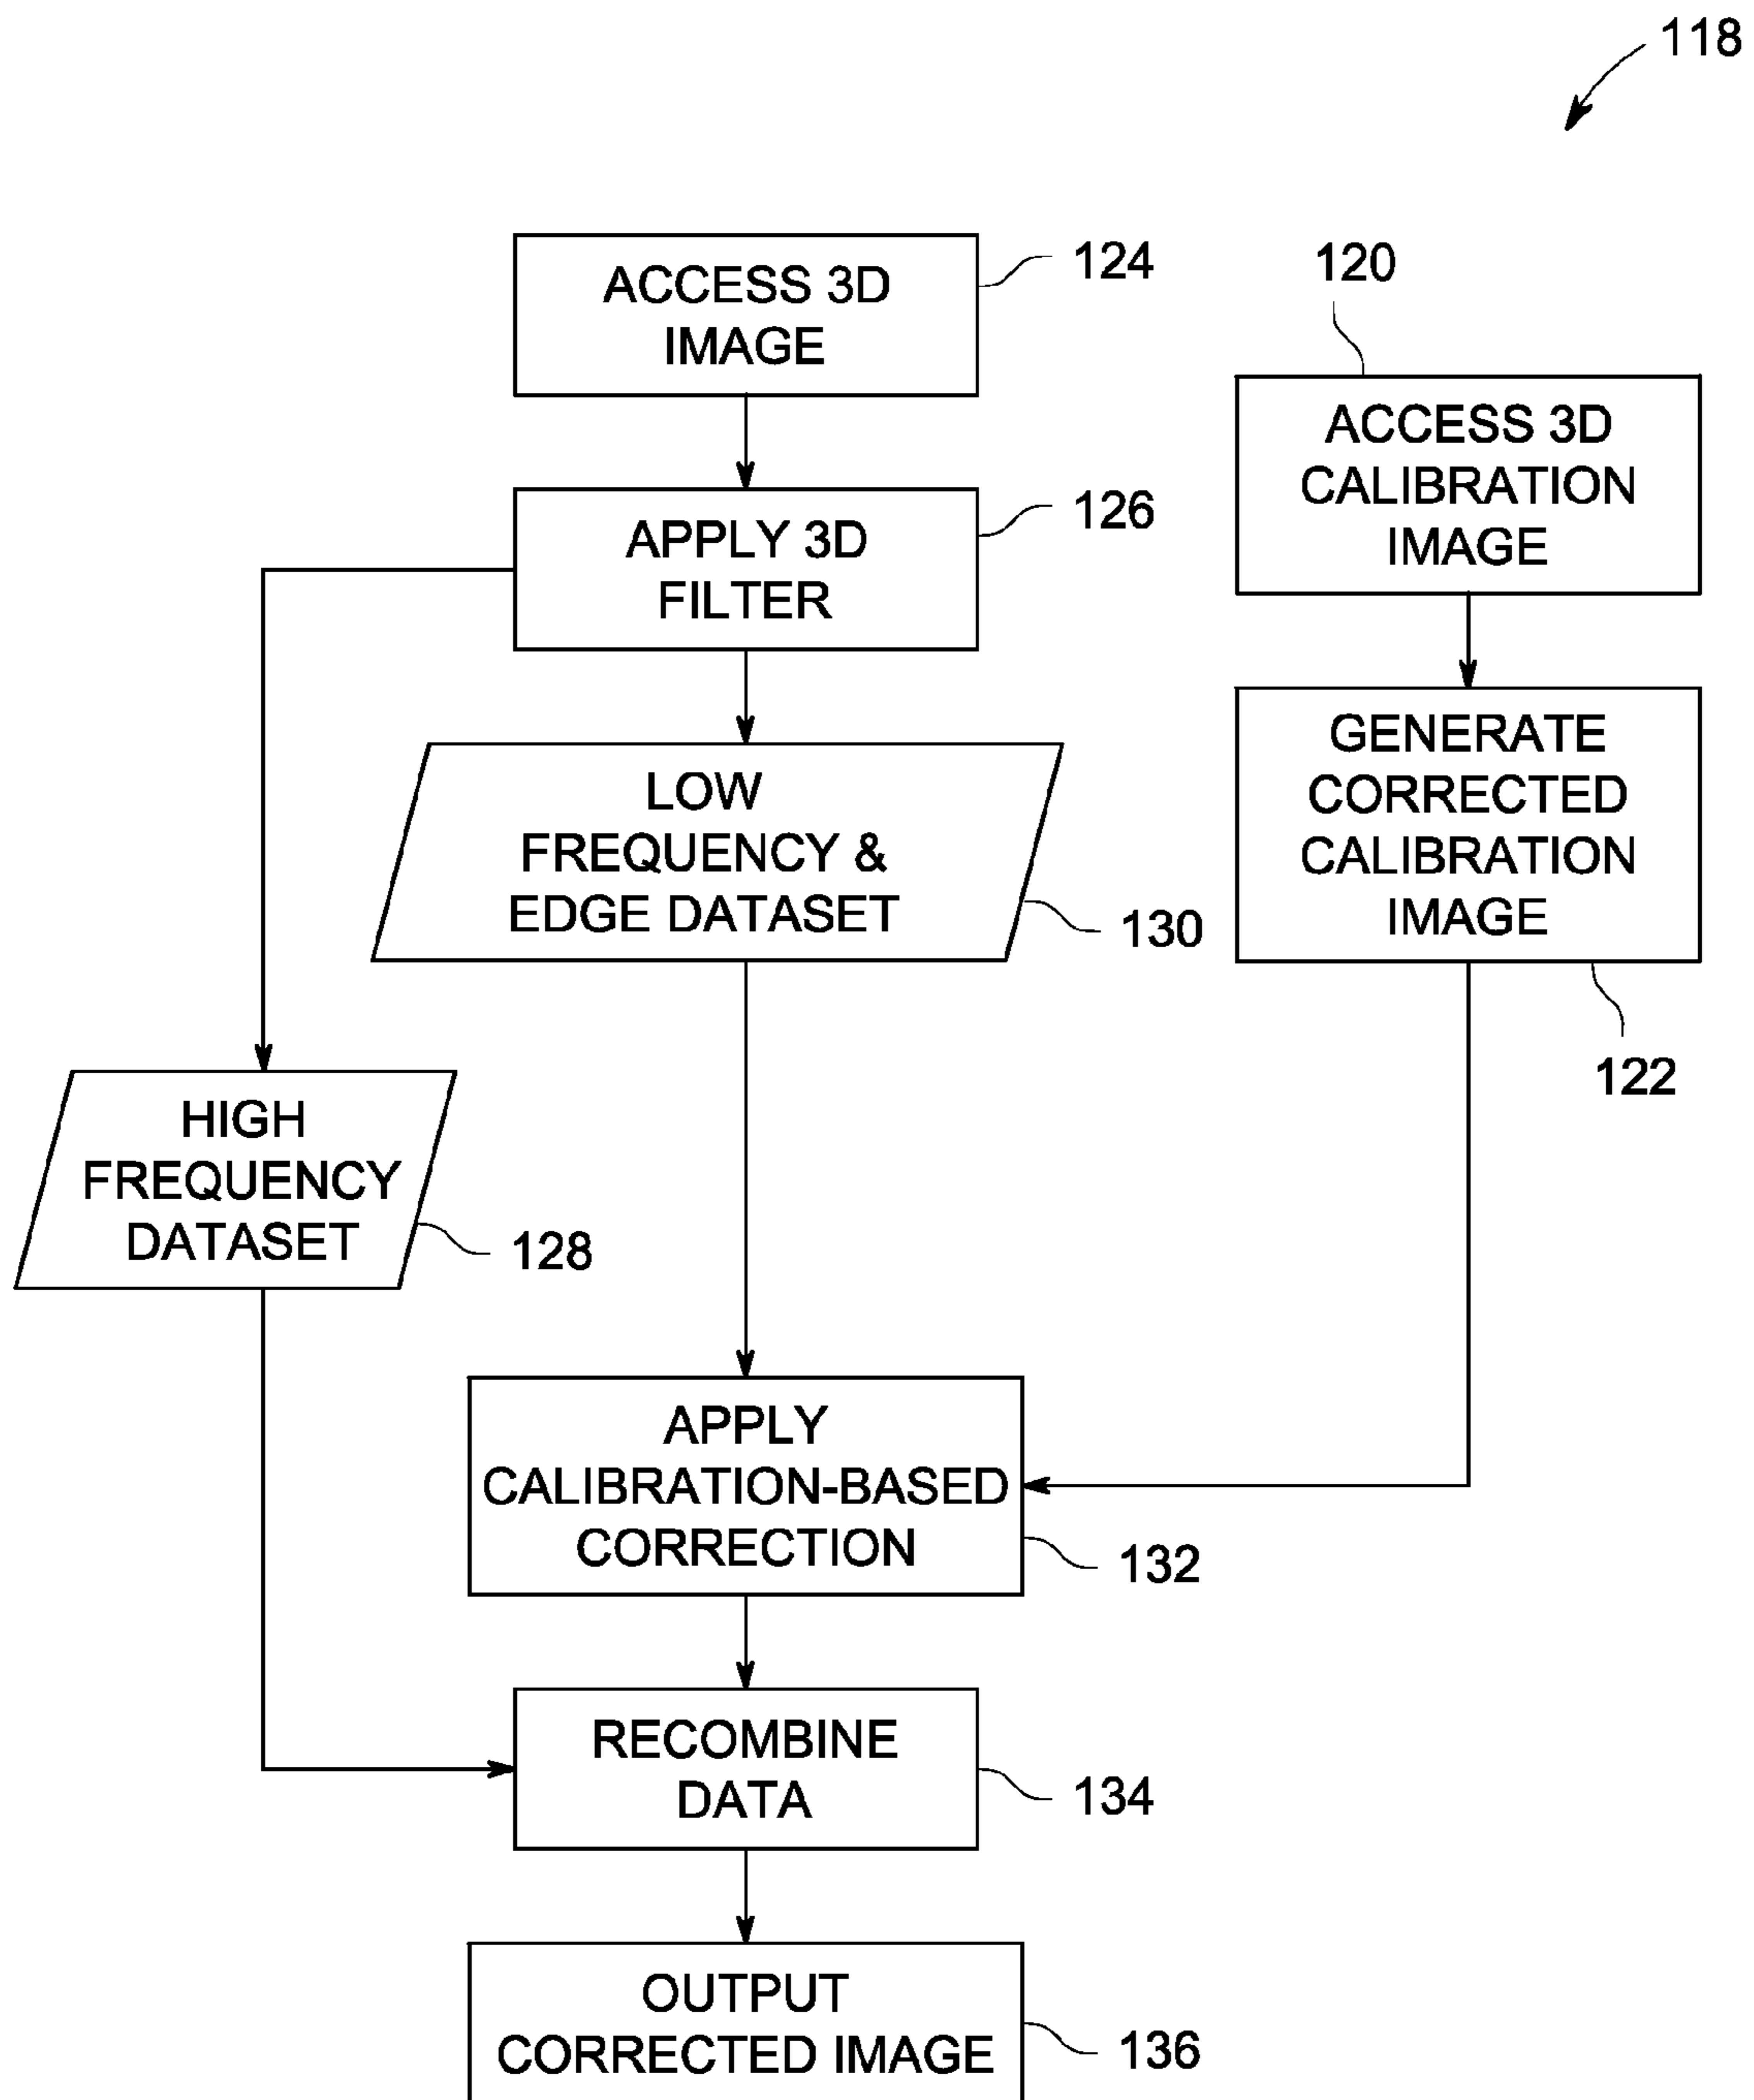 118
ACCESS 3D
IMAGE
124
120
ACCESS 3D
CALIBRATION
IMAGE
APPLY 3D
FILTER
126
LOW
FREQUENCY &
EDGE DATASET
130
GENERATE
CORRECTED
CALIBRATION
IMAGE
122
HIGH
FREQUENCY
DATASET
128
APPLY
CALIBRATION-BASED
CORRECTION
132
RECOMBINE
DATA
134
OUTPUT
CORRECTED IMAGE
136